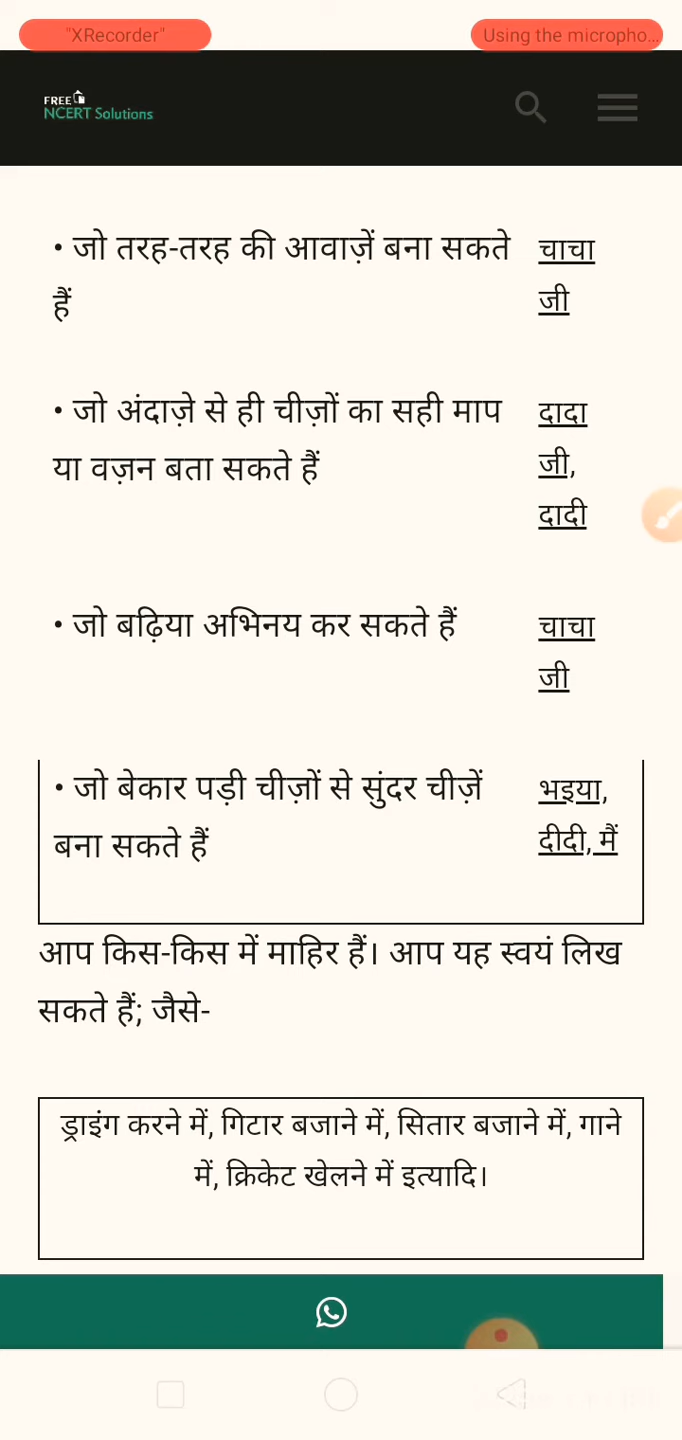 "XRecorder" Using the micropho...
FREE
NCERT Solutions
• जो तरह-तरह की आवाज़ें बना सकते चाचा
हैं जी
• जो अंदाज़े से ही चीज़ों का सही माप दादा
या वज़न बता सकते हैं जी,
दादी
• जो बढ़िया अभिनय कर सकते हैं चाचा
जी
• जो बेकार पड़ी चीज़ों से सुंदर चीज़ें भइया,
बना सकते हैं दीदी, मैं
आप किस-किस में माहिर हैं। आप यह स्वयं लिख
सकते हैं; जैसे-
ड्राइंग करने में, गिटार बजाने में, सितार बजाने में, गाने
में, क्रिकेट खेलने में इत्यादि।